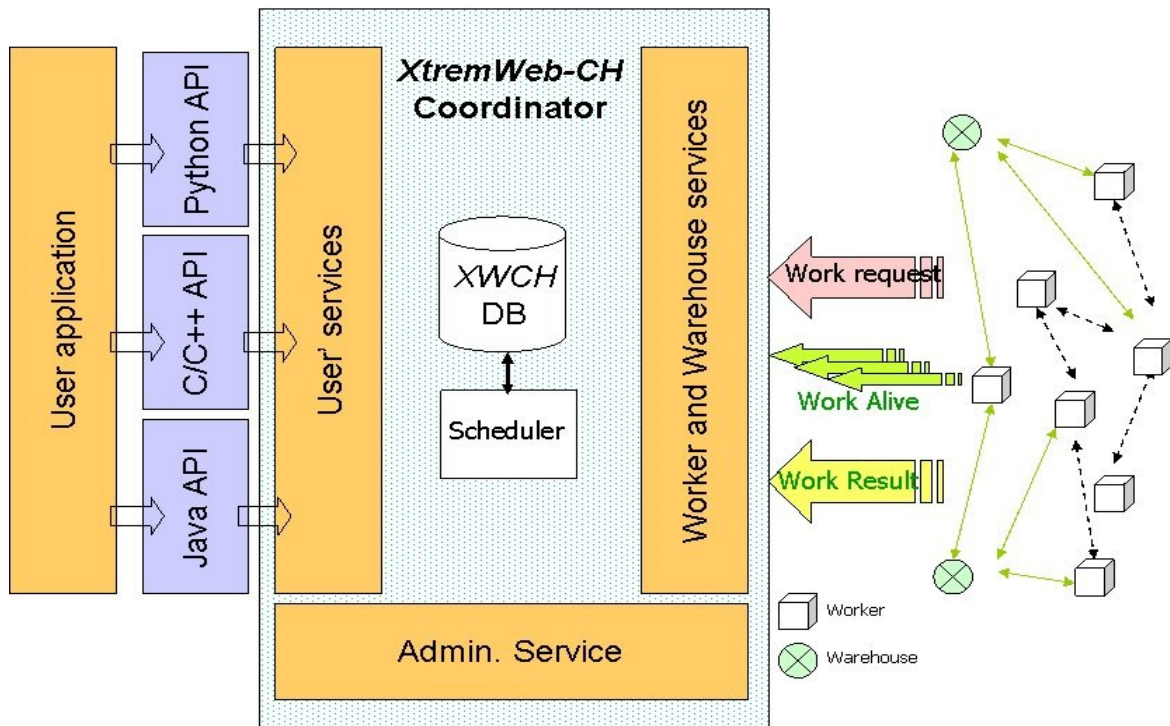 User application
Python API
C/C++ API
Java API
User' services
XtremWeb-CH
Coordinator
XWCH
DB
Scheduler
Worker and Warehouse services
Admin. Service
Work request
Work Alive
Work Result
Worker
Warehouse